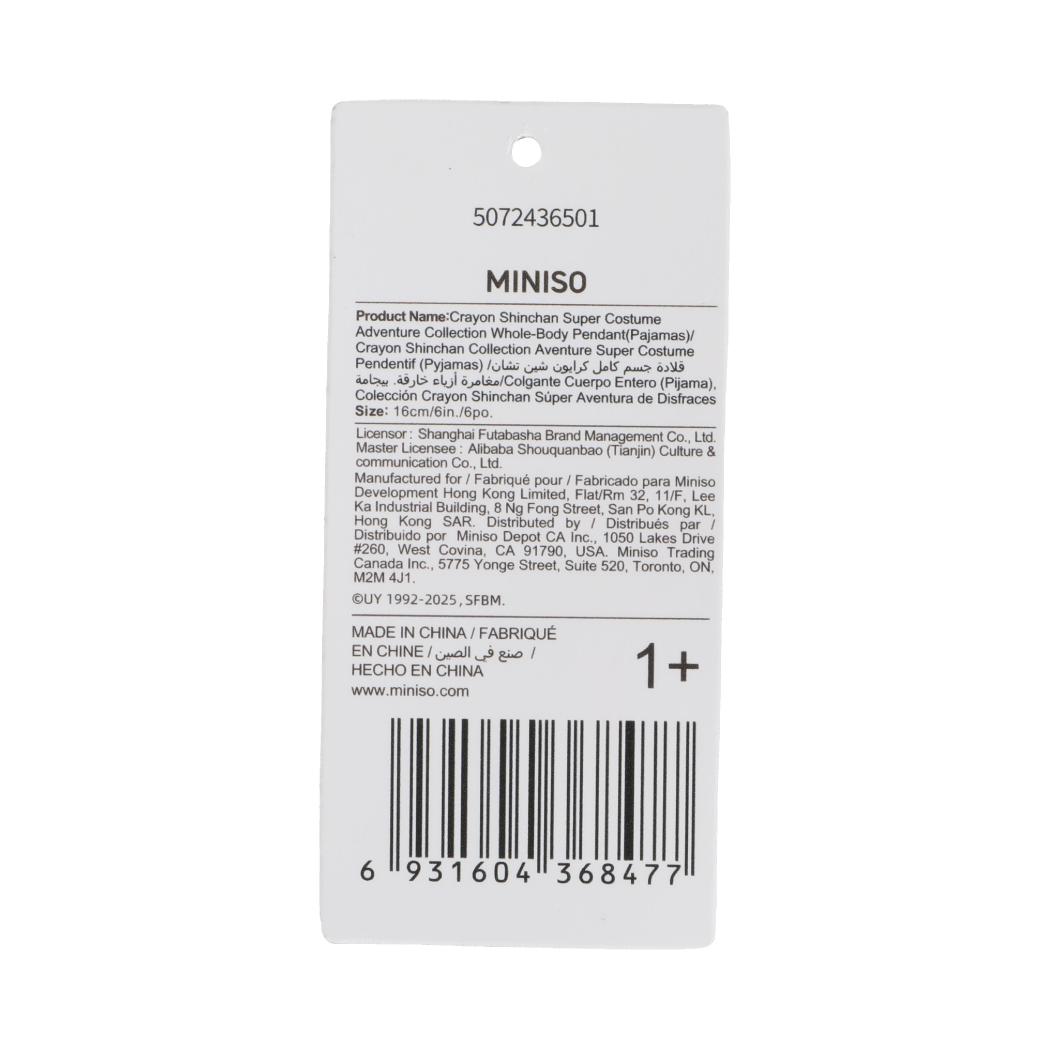 5072436501
MINISO
Product Name:Crayon Shinchan Super Costume
Adventure Collection Whole-Body Pendant(Pajamas)/
Crayon Shinchan Collection Aventure Super Costume
Pendentif (Pyjamas) /قلادة جسم كامل كرايون شين تشان
مغامرة أزياء خارقة. بيجامة/Colgante Cuerpo Entero (Pijama),
Colección Crayon Shinchan Súper Aventura de Disfraces
Size: 16cm/6in./6po.
Licensor : Shanghai Futabasha Brand Management Co., Ltd.
Master Licensee : Alibaba Shouquanbao (Tianjin) Culture &
communication Co., Ltd.
Manufactured for / Fabriqué pour / Fabricado para Miniso
Development Hong Kong Limited, Flat/Rm 32, 11/F, Lee
Ka Industrial Building, 8 Ng Fong Street, San Po Kong KL,
Hong Kong SAR. Distributed by / Distribués par /
Distribuido por Miniso Depot CA Inc., 1050 Lakes Drive
#260, West Covina, CA 91790, USA. Miniso Trading
Canada Inc., 5775 Yonge Street, Suite 520, Toronto, ON,
M2M 4J1.
©UY 1992-2025, SFBM.
MADE IN CHINA / FABRIQUÉ
EN CHINE / صنع في الصين /
HECHO EN CHINA
www.miniso.com
1+
6 931604 368477